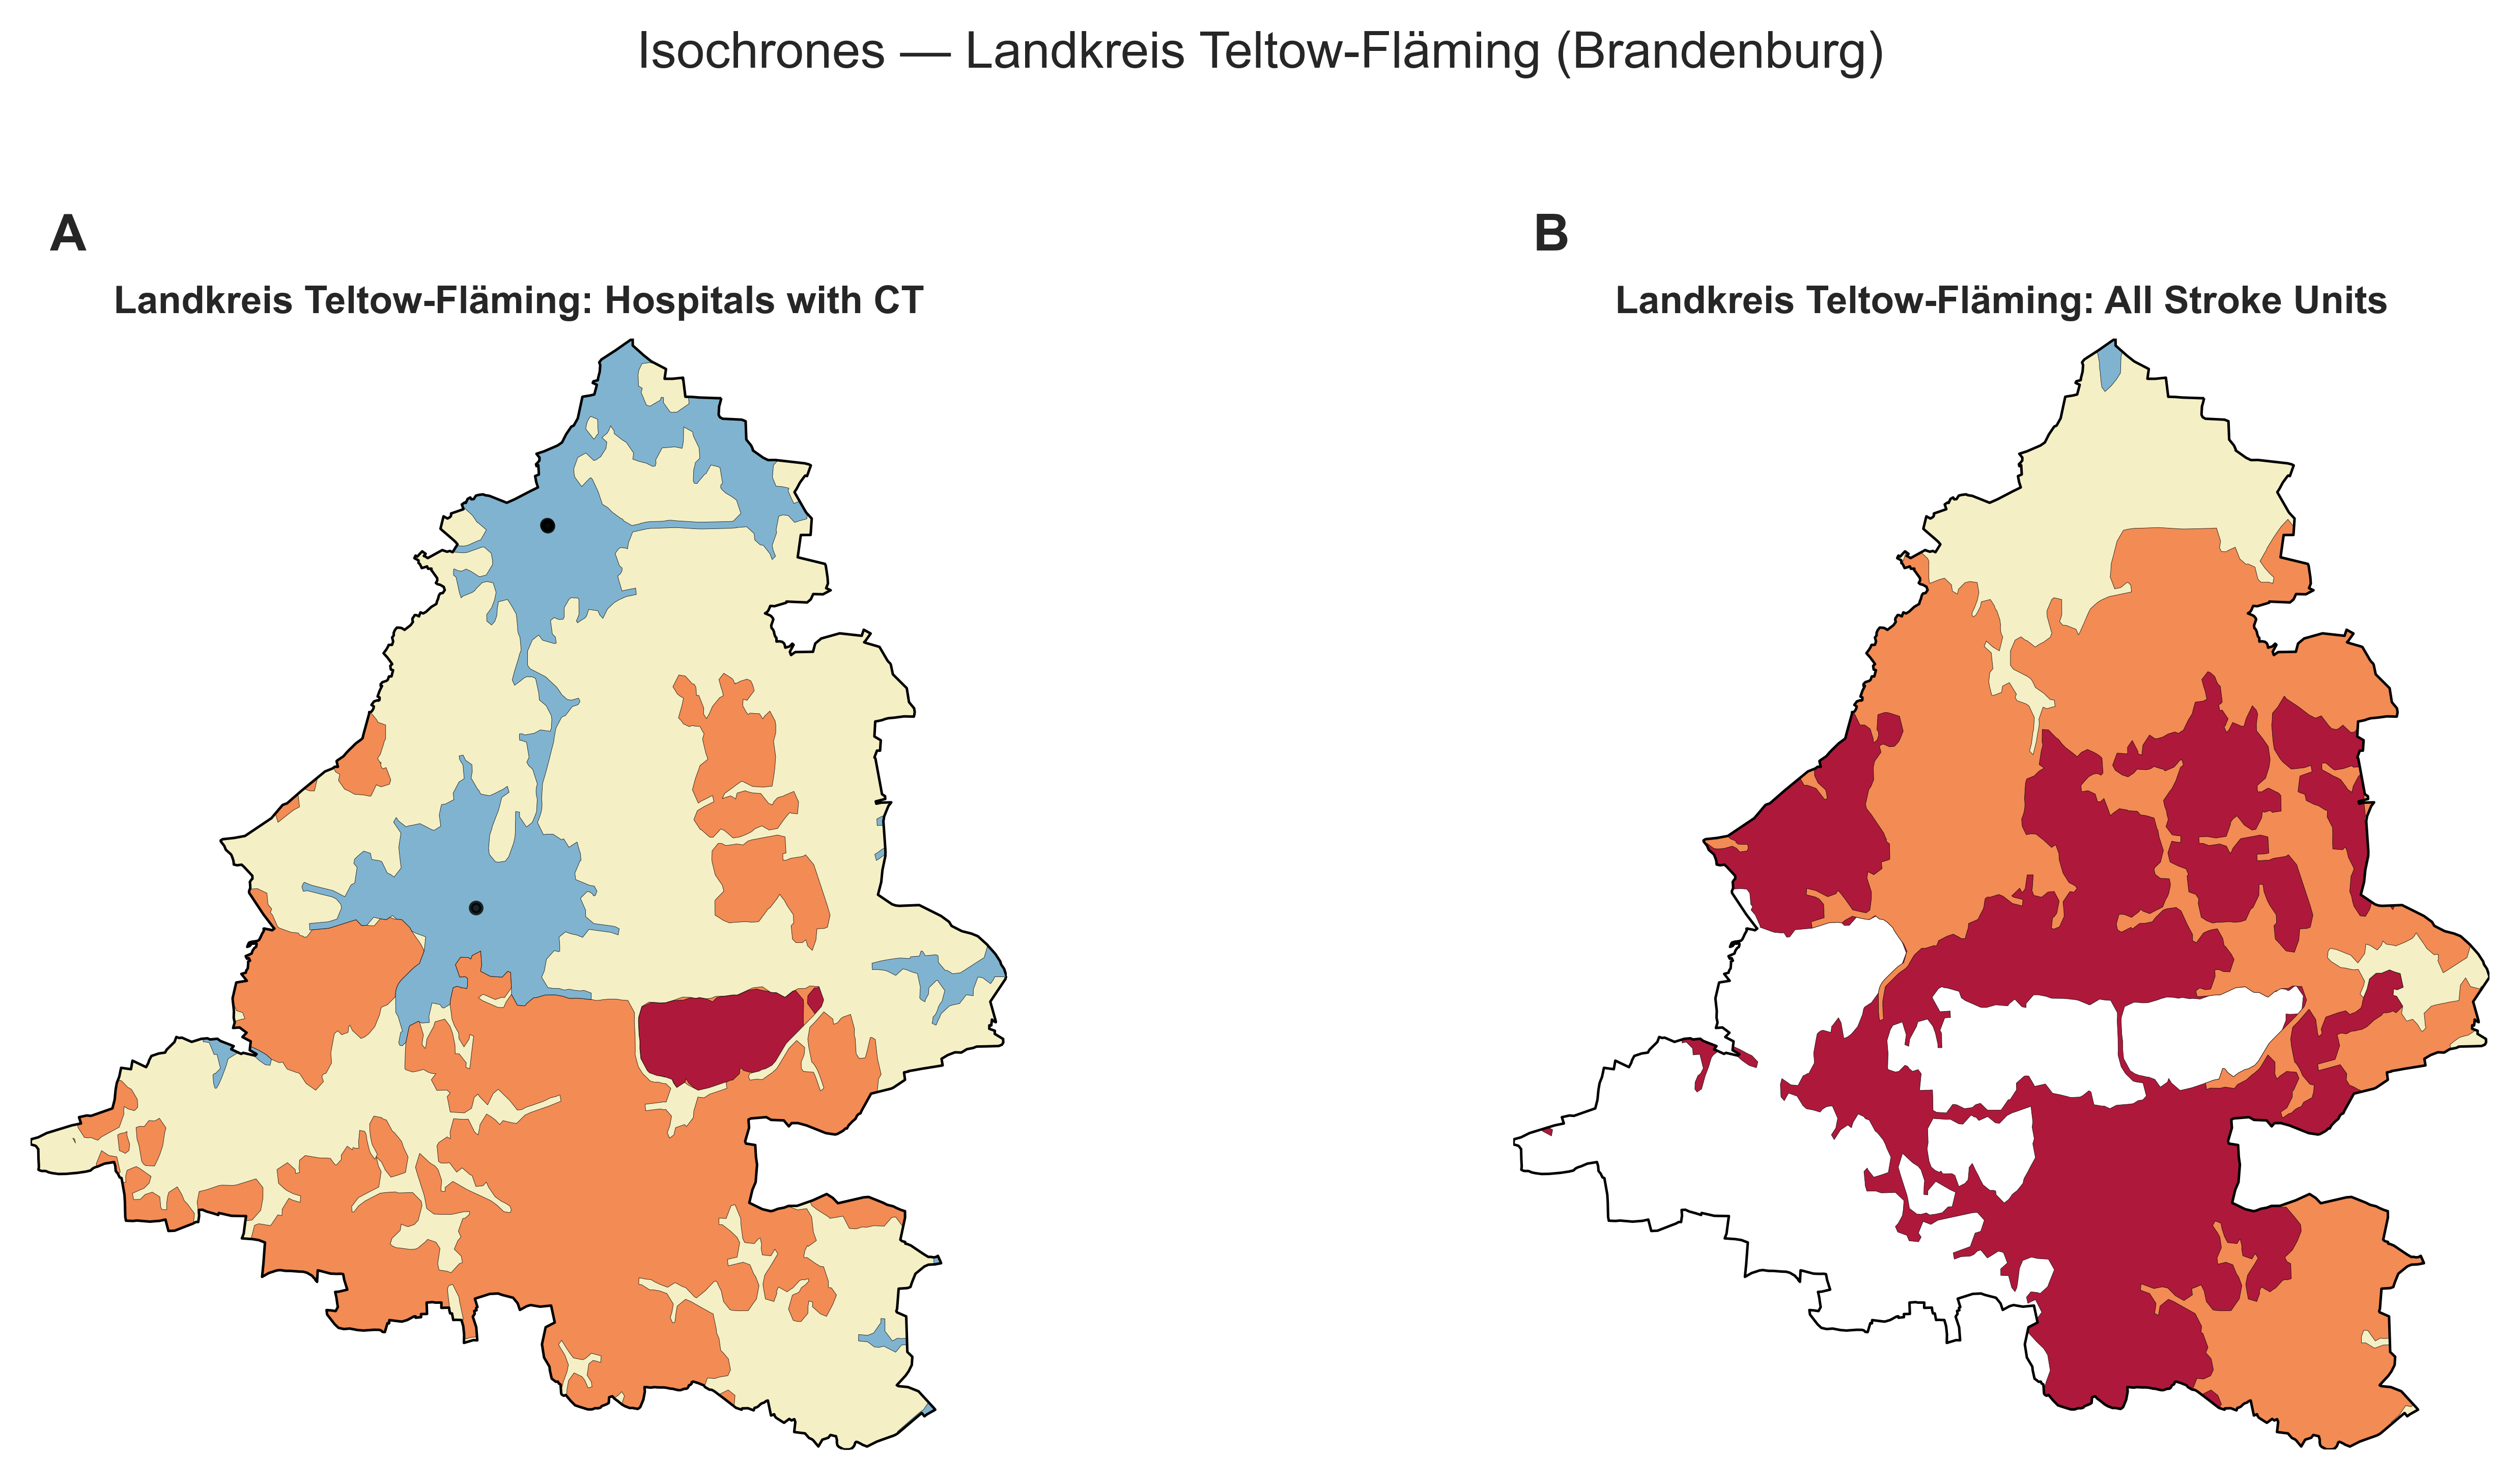 Isochrones — Landkreis Teltow-Fläming (Brandenburg)
A
Landkreis Teltow-Fläming: Hospitals with CT
B
Landkreis Teltow-Fläming: All Stroke Units